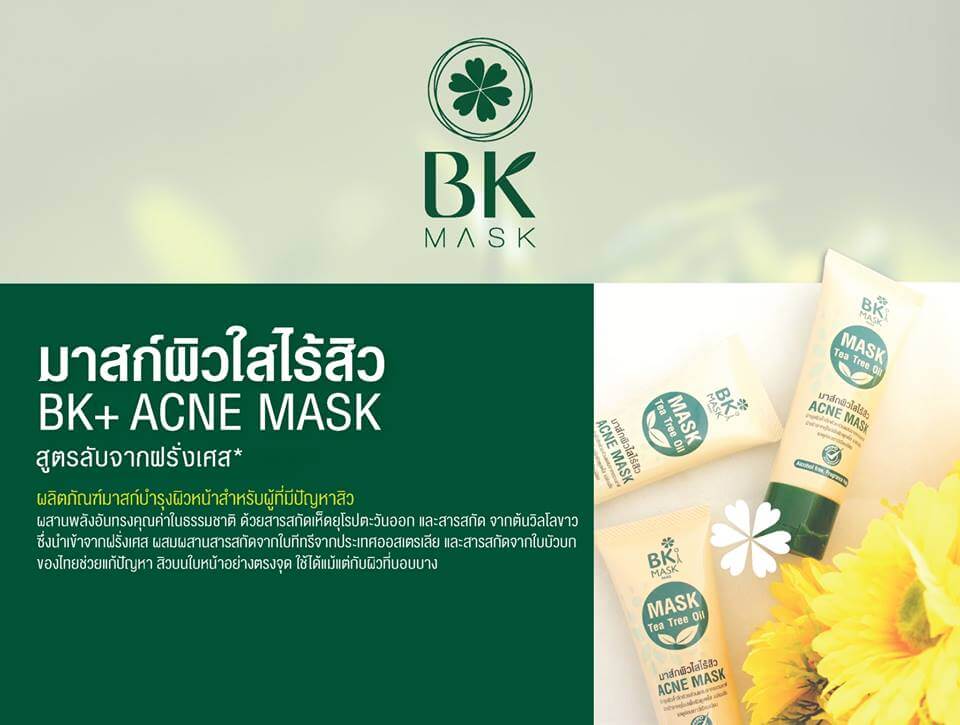 BK
MASK
มาสก์ผิวใสไร้สิว
BK+ ACNE MASK
สูตรลับจากฝรั่งเศส*
ผลิตภัณฑ์มาสก์บำรุงผิวหน้าสำหรับผู้ที่มีปัญหาสิว
ผสานพลังอันทรงคุณค่าในธรรมชาติ ด้วยสารสกัดเห็ดยุโรปตะวันออก และสารสกัด จากต้นวิลโลขาว
ซึ่งนำเข้าจากฝรั่งเศส ผสมผสานสารสกัดจากใบทีทรีจากประเทศออสเตรเลีย และสารสกัดจากใบบัวบก
ของไทยช่วยแก้ปัญหา สิวบนใบหน้าอย่างตรงจุด ใช้ได้แม้แต่กับผิวที่บอบบาง
BK
MASK
MASK
Tea Tree Oil
มาส์กผิวใสไร้สิว
ACNE MASK
BK
MASK
MASK
Tea Tree Oil
มาส์กผิวใสไร้สิว
ACNE MASK
Alcohol free,
BK
MASK
MASK
Tea Tree Oil
มาส์กผิวใสไร้สิว
ACNE MASK